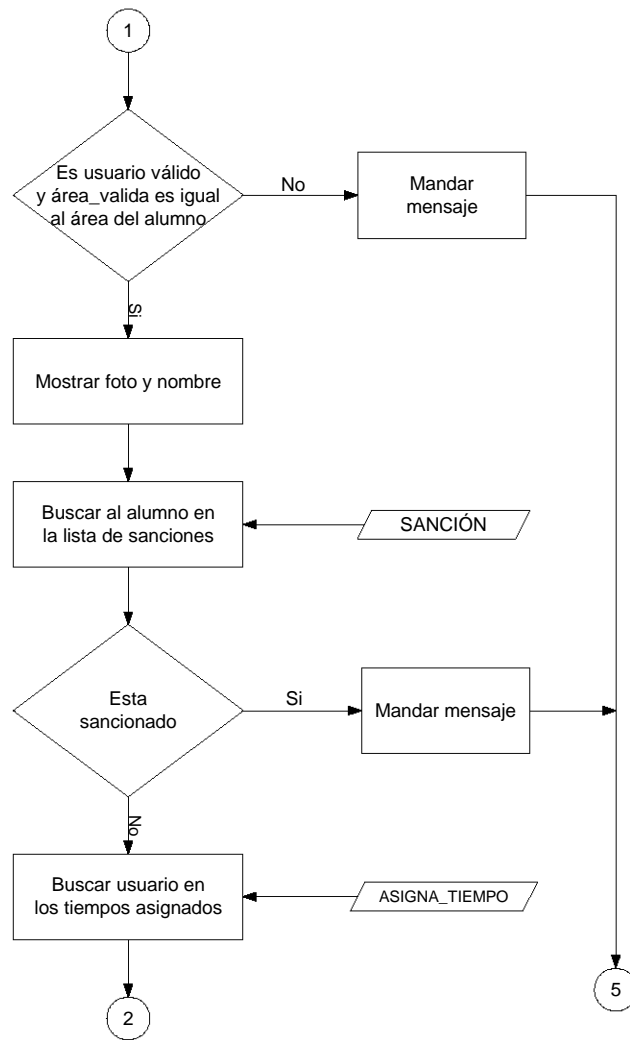 1
Es usuario válido
y área_valida es igual
al área del alumno
No
Mandar
mensaje
Si
Mostrar foto y nombre
Buscar al alumno en
la lista de sanciones
SANCIÓN
Esta
sancionado
Si
Mandar mensaje
No
Buscar usuario en
los tiempos asignados
ASIGNA_TIEMPO
2
5